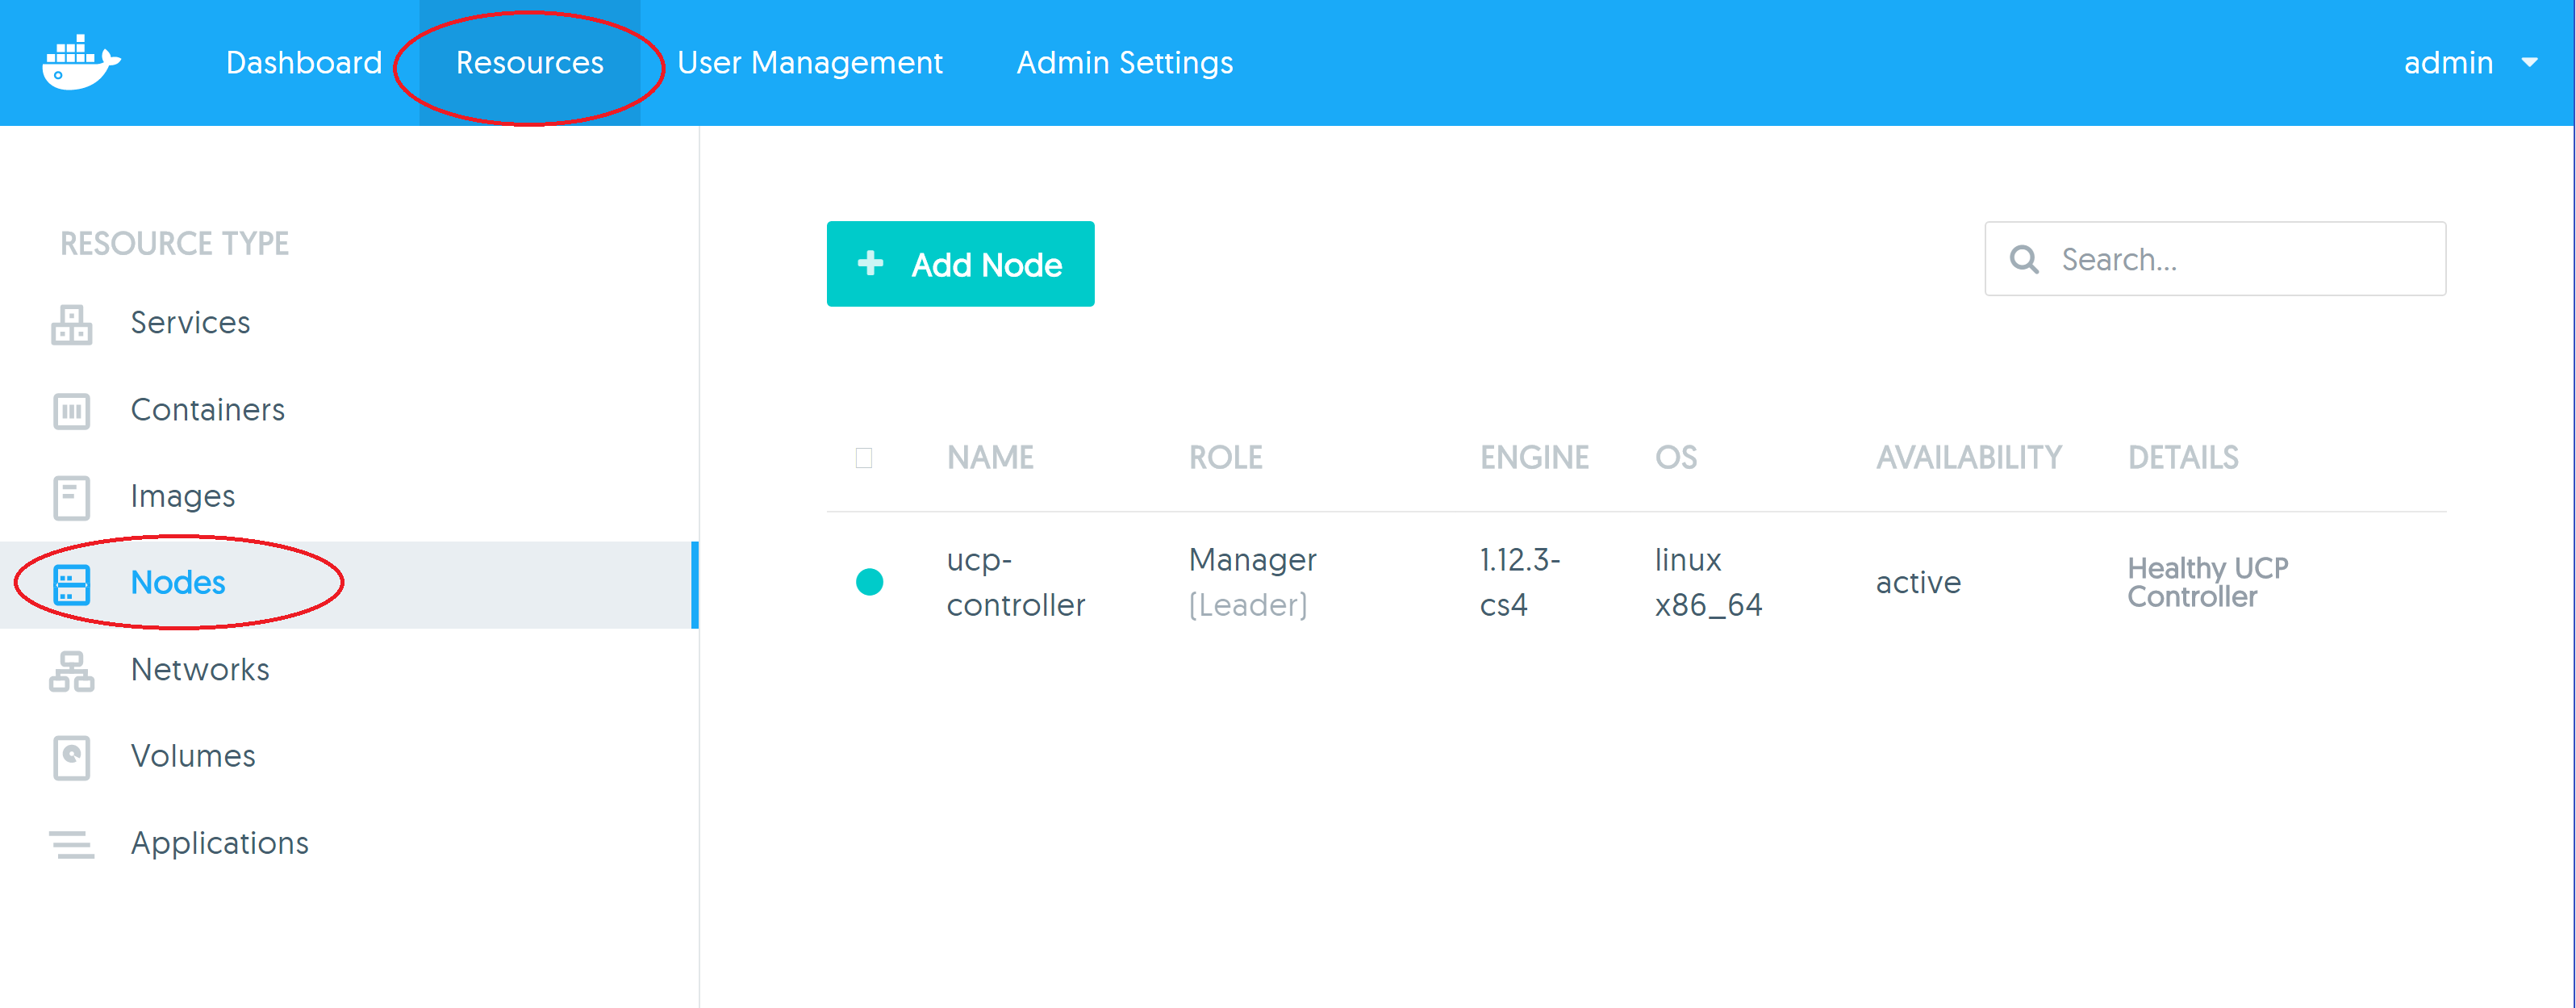 Dashboard Resources User Management Admin Settings admin
RESOURCE TYPE
Services
Containers
Images
Nodes
Networks
Volumes
Applications
+ Add Node
Search...
NAME ROLE ENGINE OS AVAILABILITY DETAILS
ucp-
controller
Manager
(Leader)
1.12.3-
cs4
linux
x86_64
active
Healthy UCP
Controller